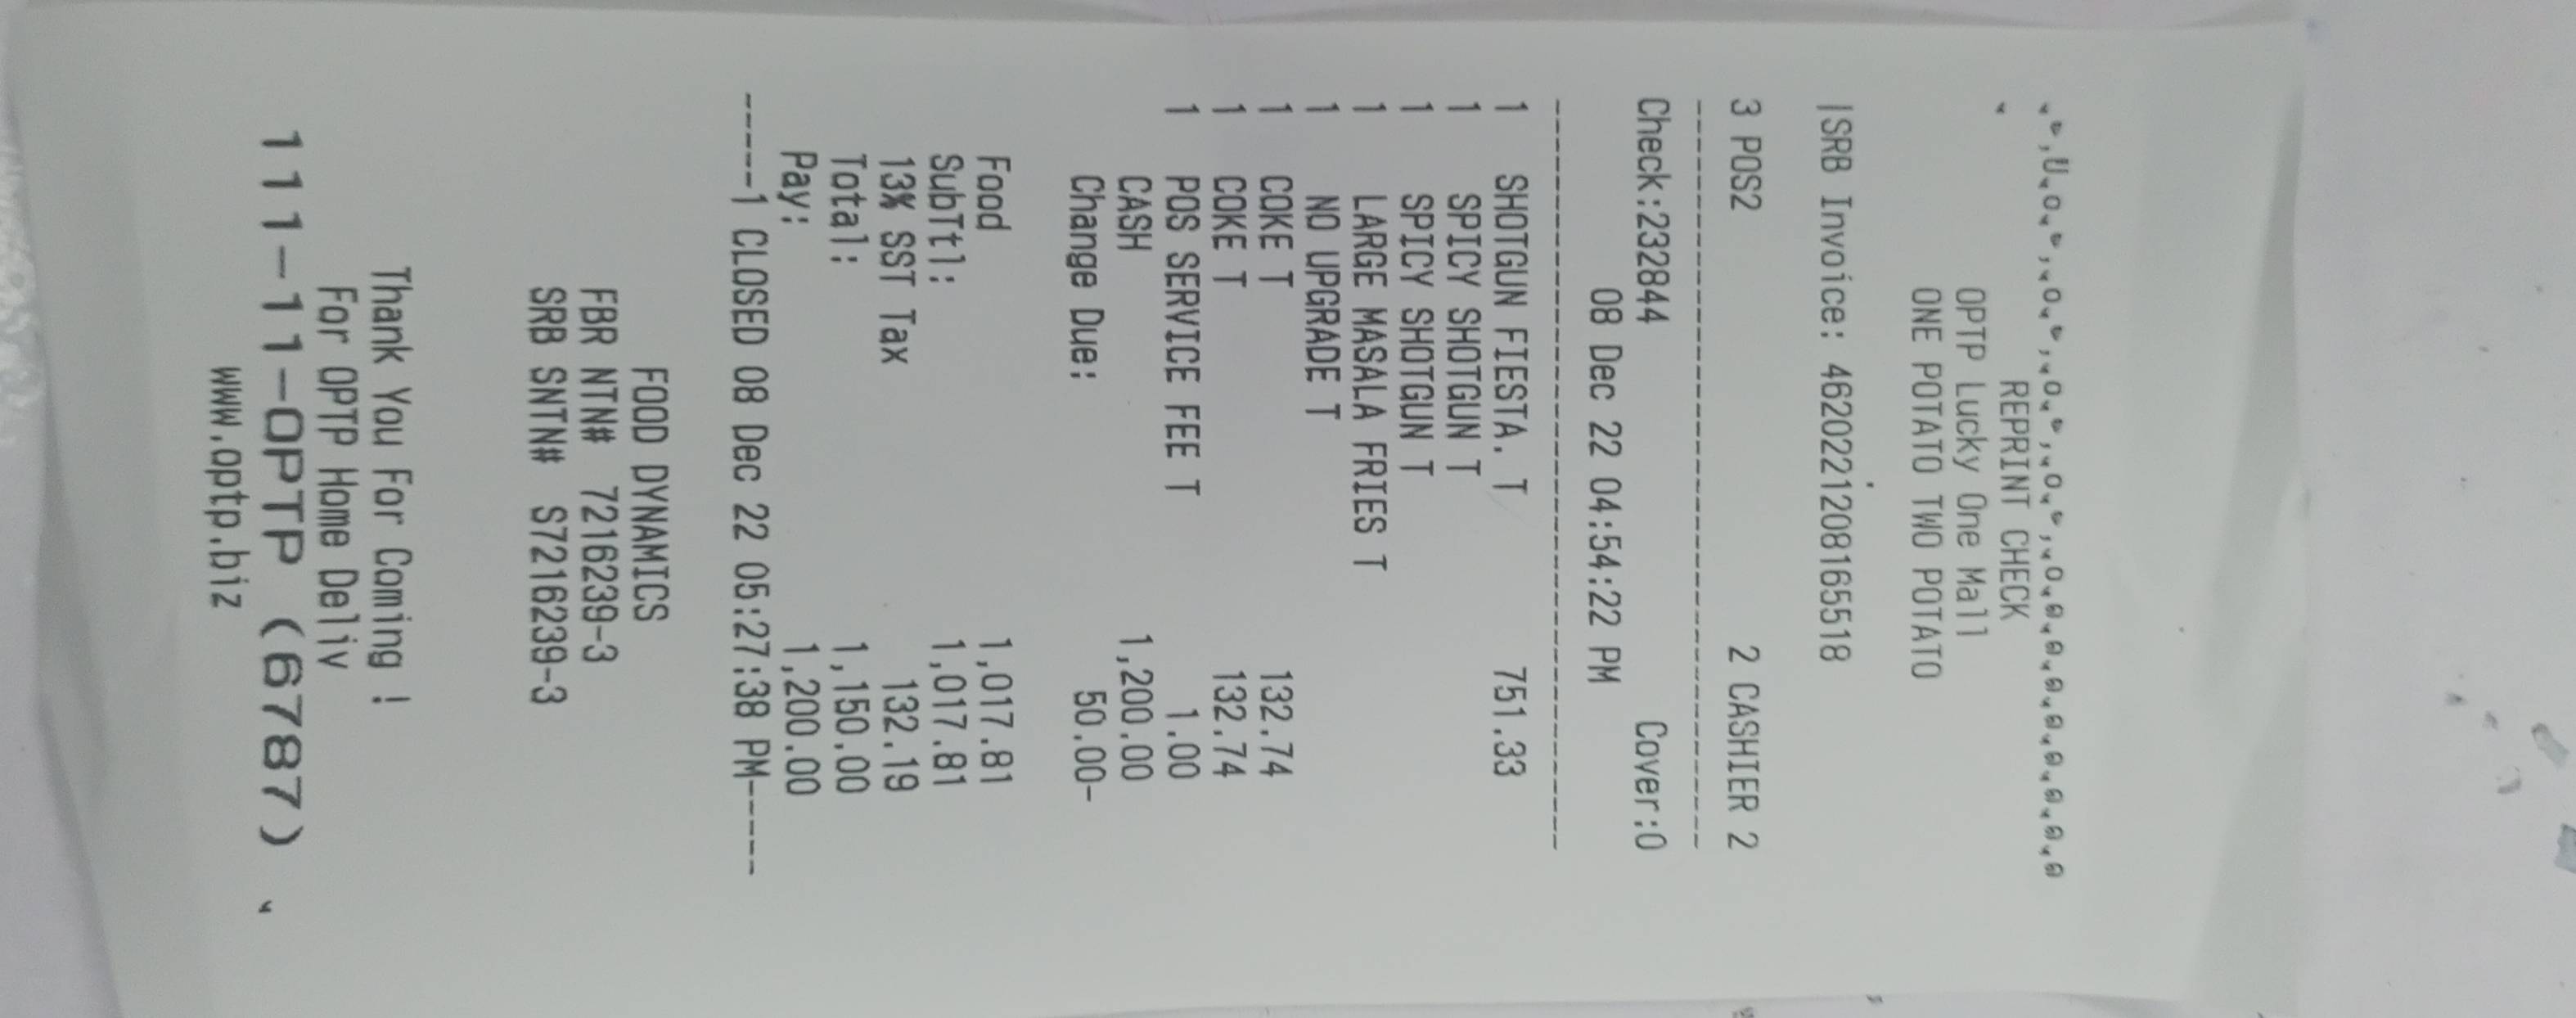 REPRINT CHECK
OPTP Lucky One Mall
ONE POTATO TWO POTATO
|SRB Invoice: 4620221208165518
3 POS2 2 CASHIER 2
Check:232844 Cover:0
08 Dec 22 04:54:22 PM
1 SHOTGUN FIESTA. T 751.33
1 SPICY SHOTGUN T
1 SPICY SHOTGUN T
1 LARGE MASALA FRIES T
1 NO UPGRADE T
1 COKE T 132.74
1 COKE T 132.74
1 POS SERVICE FEE T 1.00
CASH 1,200.00
Change Due: 50.00-
Food 1,017.81
SubTtl: 1,017.81
13% SST Tax 132.19
Total: 1,150.00
Pay: 1,200.00
-----1 CLOSED 08 Dec 22 05:27:38 PM-----
FOOD DYNAMICS
FBR NTN# 7216239-3
SRB SNTN# S7216239-3
Thank You For Coming !
For OPTP Home Deliv
111-11-OPTP (6787)
www.optp.biz